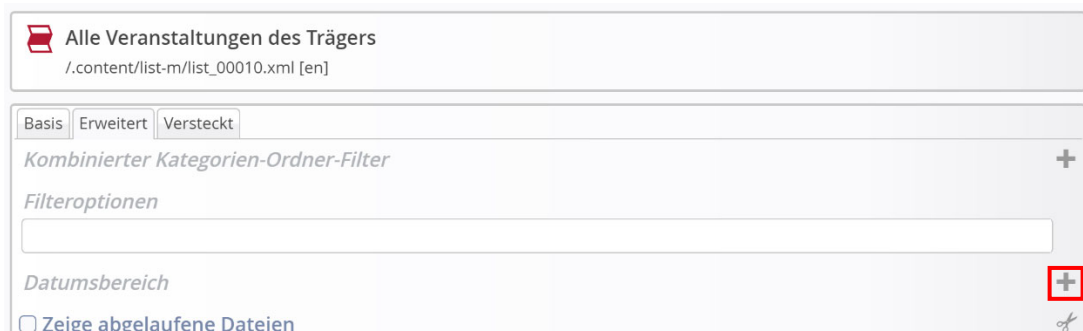 Alle Veranstaltungen des Trägers
/.content/list-m/list_00010.xml [en]
Basis Erweitert Versteckt
Kombinierter Kategorien-Ordner-Filter
Filteroptionen
Datumsbereich
Zeige abgelaufene Dateien